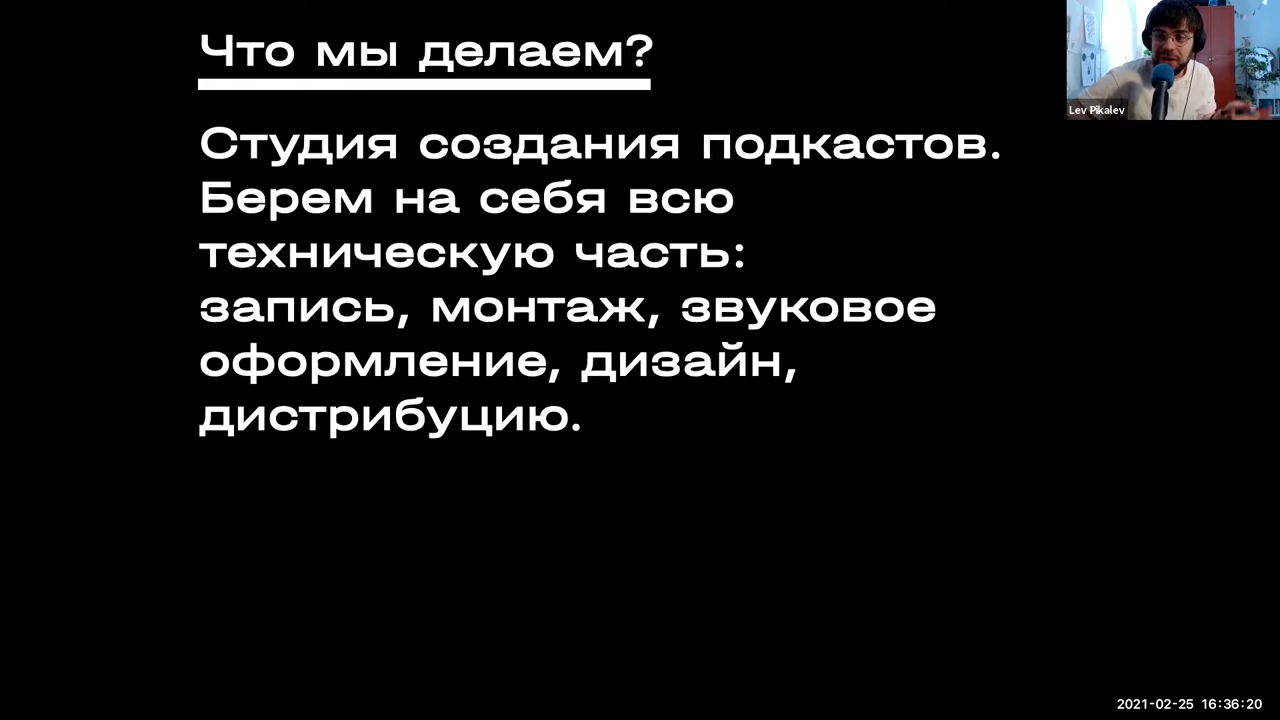 Что мы делаем?
Студия создания подкастов.
Берем на себя всю
техническую часть:
запись, монтаж, звуковое
оформление, дизайн,
дистрибуцию.
Lev Pikalev
2021-02-25 16:36:20